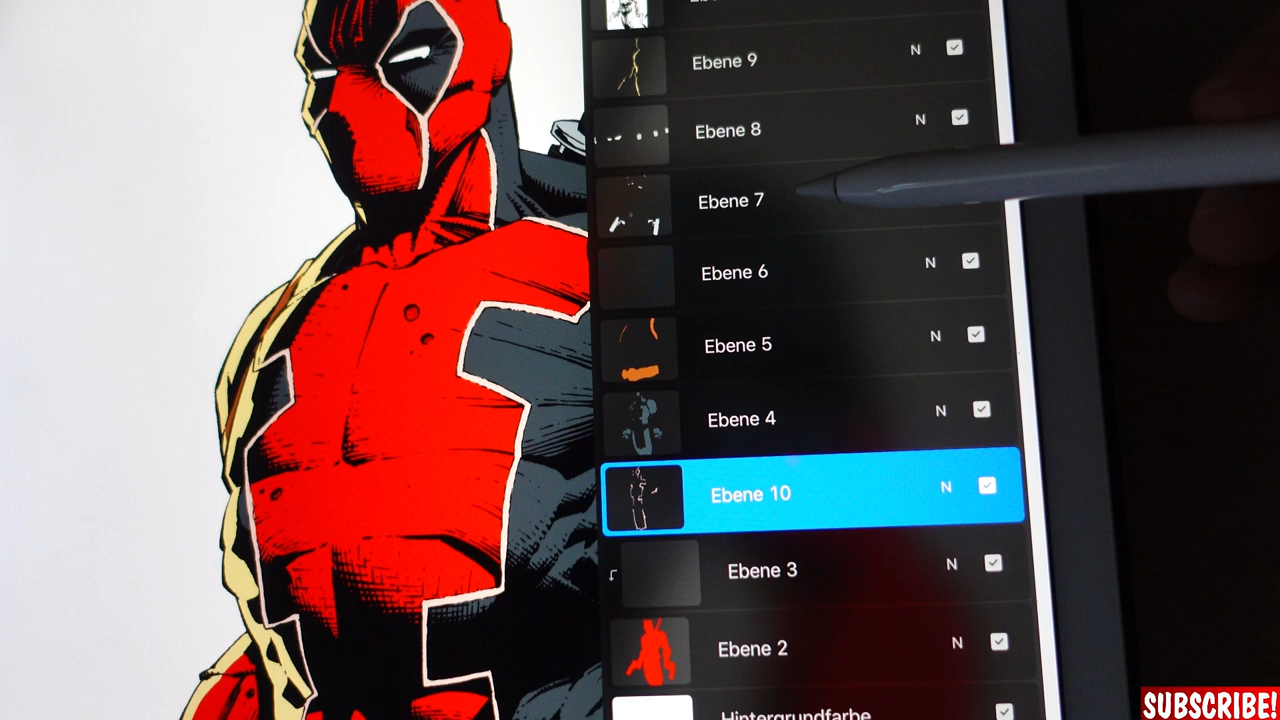 Ebene 9 N
Ebene 8 N
Ebene 7
Ebene 6 N
Ebene 5 N
Ebene 4 N
Ebene 10 N
Ebene 3 N
Ebene 2 N
Hintergrundfarbe
SUBSCRIBE!